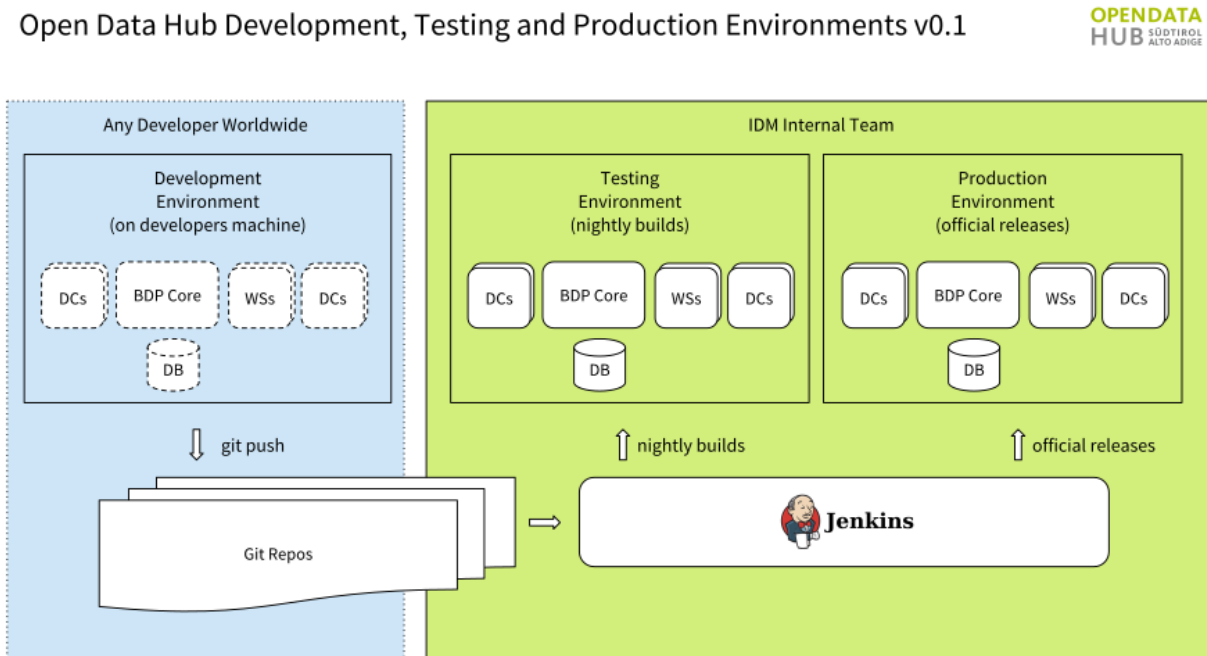 Open Data Hub Development, Testing and Production Environments v0.1
OPENDATA
HUB SÜDTIROL
ALTO ADIGE
Any Developer Worldwide
Development
Environment
(on developers machine)
DCs
BDP Core
WSs
DCs
DB
git push
Git Repos
IDM Internal Team
Testing
Environment
(nightly builds)
DCs
BDP Core
WSs
DCs
DB
nightly builds
Production
Environment
(official releases)
DCs
BDP Core
WSs
DCs
DB
official releases
Jenkins